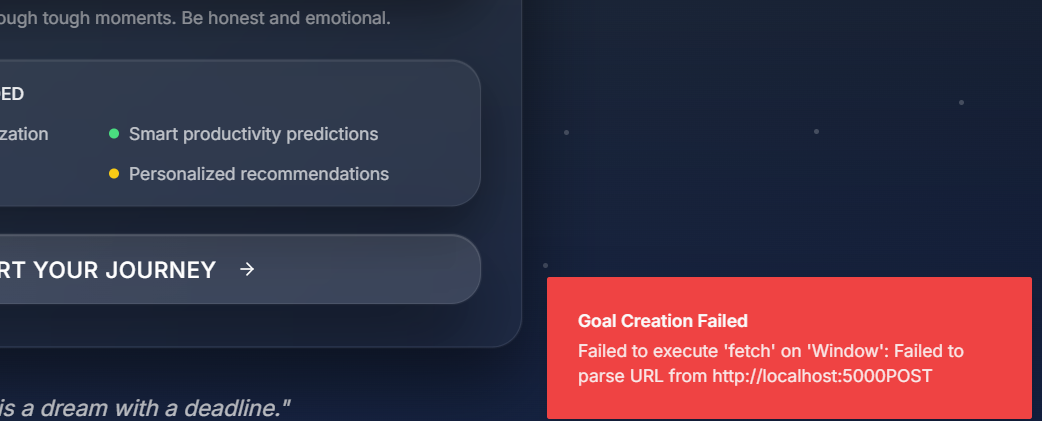 ough tough moments. Be honest and emotional.
ED
zation
Smart productivity predictions
Personalized recommendations
RT YOUR JOURNEY →
Goal Creation Failed
Failed to execute 'fetch' on 'Window': Failed to
parse URL from http://localhost:5000POST
is a dream with a deadline."